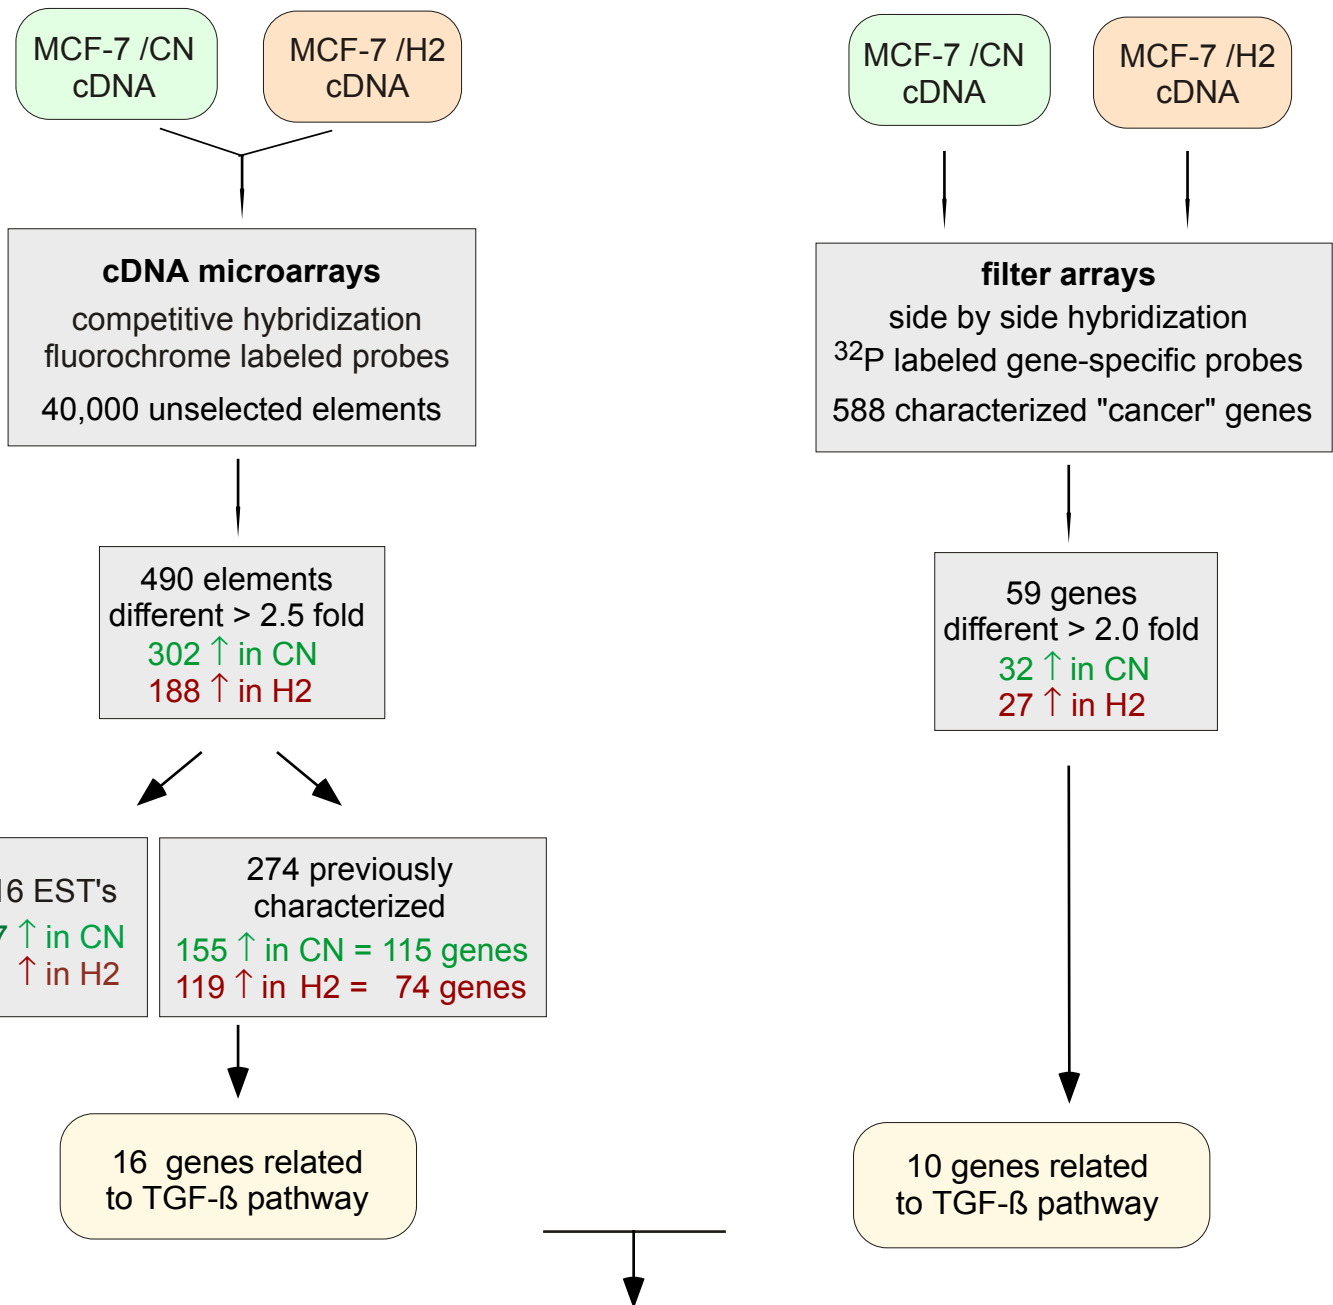 MCF-7 /CN
cDNA
MCF-7 /H2
cDNA
MCF-7 /CN
cDNA
MCF-7 /H2
cDNA
cDNA microarrays
competitive hybridization
fluorochrome labeled probes
40,000 unselected elements
filter arrays
side by side hybridization
32P labeled gene-specific probes
588 characterized "cancer" genes
490 elements
different > 2.5 fold
302 ↑ in CN
188 ↑ in H2
59 genes
different > 2.0 fold
32 ↑ in CN
27 ↑ in H2
16 EST's
7 ↑ in CN
↑ in H2
274 previously
characterized
155 ↑ in CN = 115 genes
119 ↑ in H2 = 74 genes
16 genes related
to TGF-ß pathway
10 genes related
to TGF-ß pathway